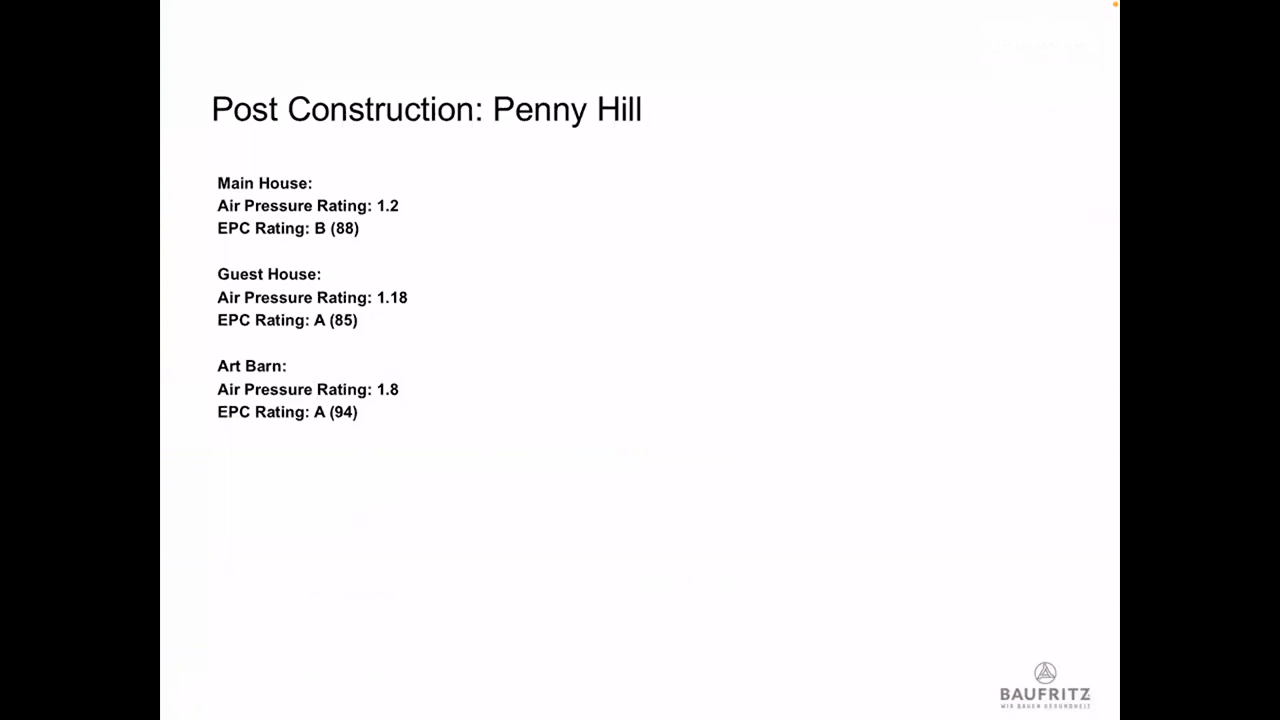 Post Construction: Penny Hill
Main House:
Air Pressure Rating: 1.2
EPC Rating: B (88)
Guest House:
Air Pressure Rating: 1.18
EPC Rating: A (85)
Art Barn:
Air Pressure Rating: 1.8
EPC Rating: A (94)
BAUFRITZ
WIR BAUEN GESUNDHEIT